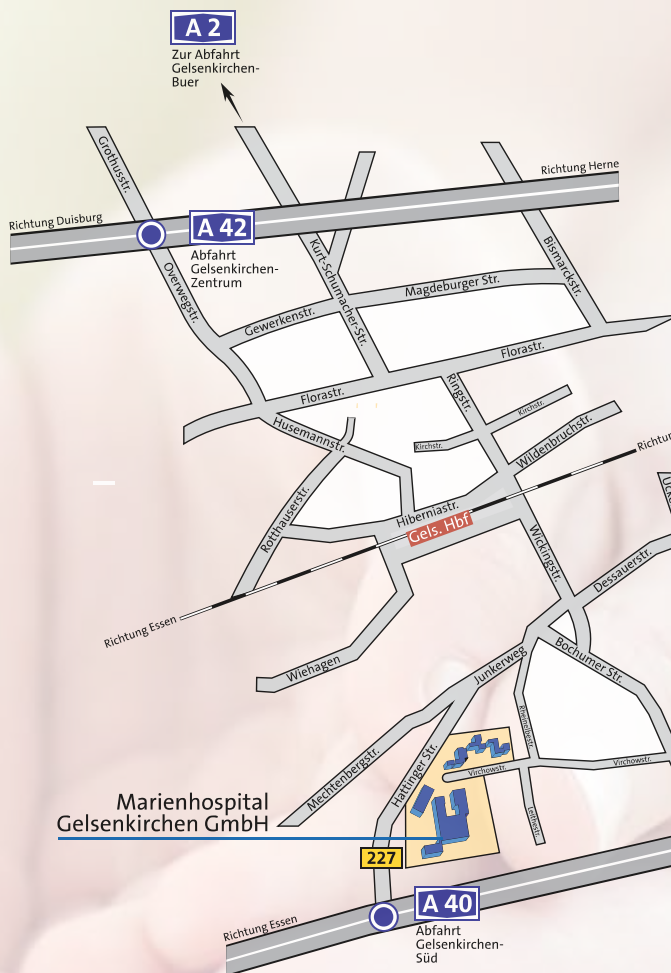 A 2
Zur Abfahrt
Gelsenkirchen-
Buer
Grothusstr.
Richtung Herne
Richtung Duisburg
A 42
Abfahrt
Gelsenkirchen-
Zentrum
Overwegstr.
Kurt-Schumacher-Str.
Bismarckstr.
Magdeburger Str.
Gewerkenstr.
Florastr.
Florastr.
Ringstr.
Kirchstr.
Husemannstr.
Kirchstr.
Wildenbruchstr.
Rotthauserstr.
Hiberniastr.
Gels. Hbf
Wickingstr.
Dessauerstr.
Richtung Essen
Wiehagen
Junkerweg
Bochumer Str.
Rheinelbestr.
Virchowstr.
Virchowstr.
Hattinger Str.
Mechtenbergstr.
Leithestr.
Marienhospital
Gelsenkirchen GmbH
227
A 40
Abfahrt
Gelsenkirchen-
Süd
Richtung Essen